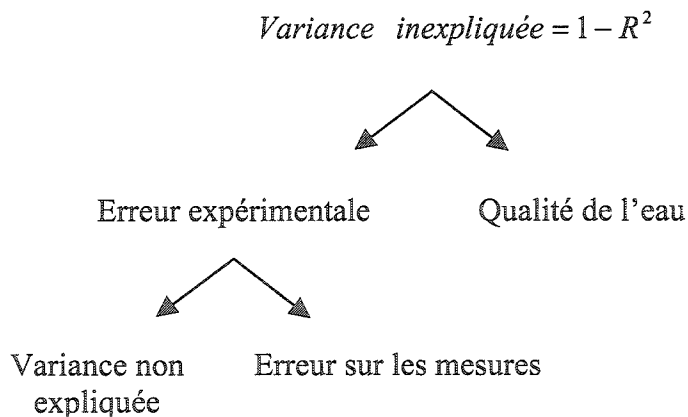 Variance inexpliquée = 1 − R²
Erreur expérimentale Qualité de l’eau
Variance non Erreur sur les mesures
expliquée